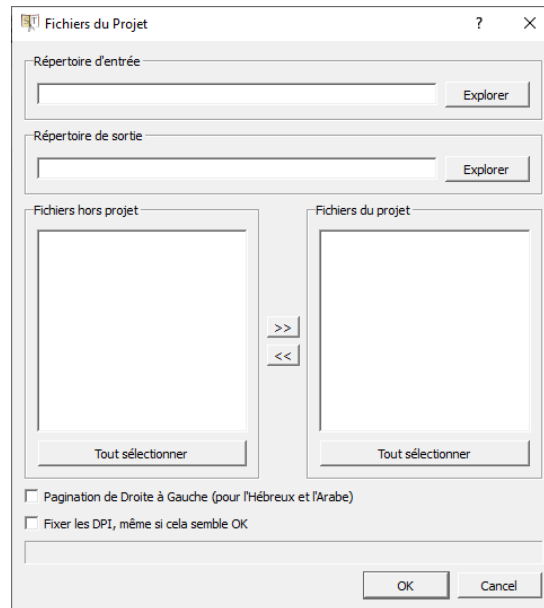 Fichiers du Projet
Répertoire d'entrée
Explorer
Répertoire de sortie
Explorer
Fichiers hors projet
Fichiers du projet
>>
<<
Tout sélectionner
Tout sélectionner
Pagination de Droite à Gauche (pour l'Hébreux et l'Arabe)
Fixer les DPI, même si cela semble OK
OK
Cancel